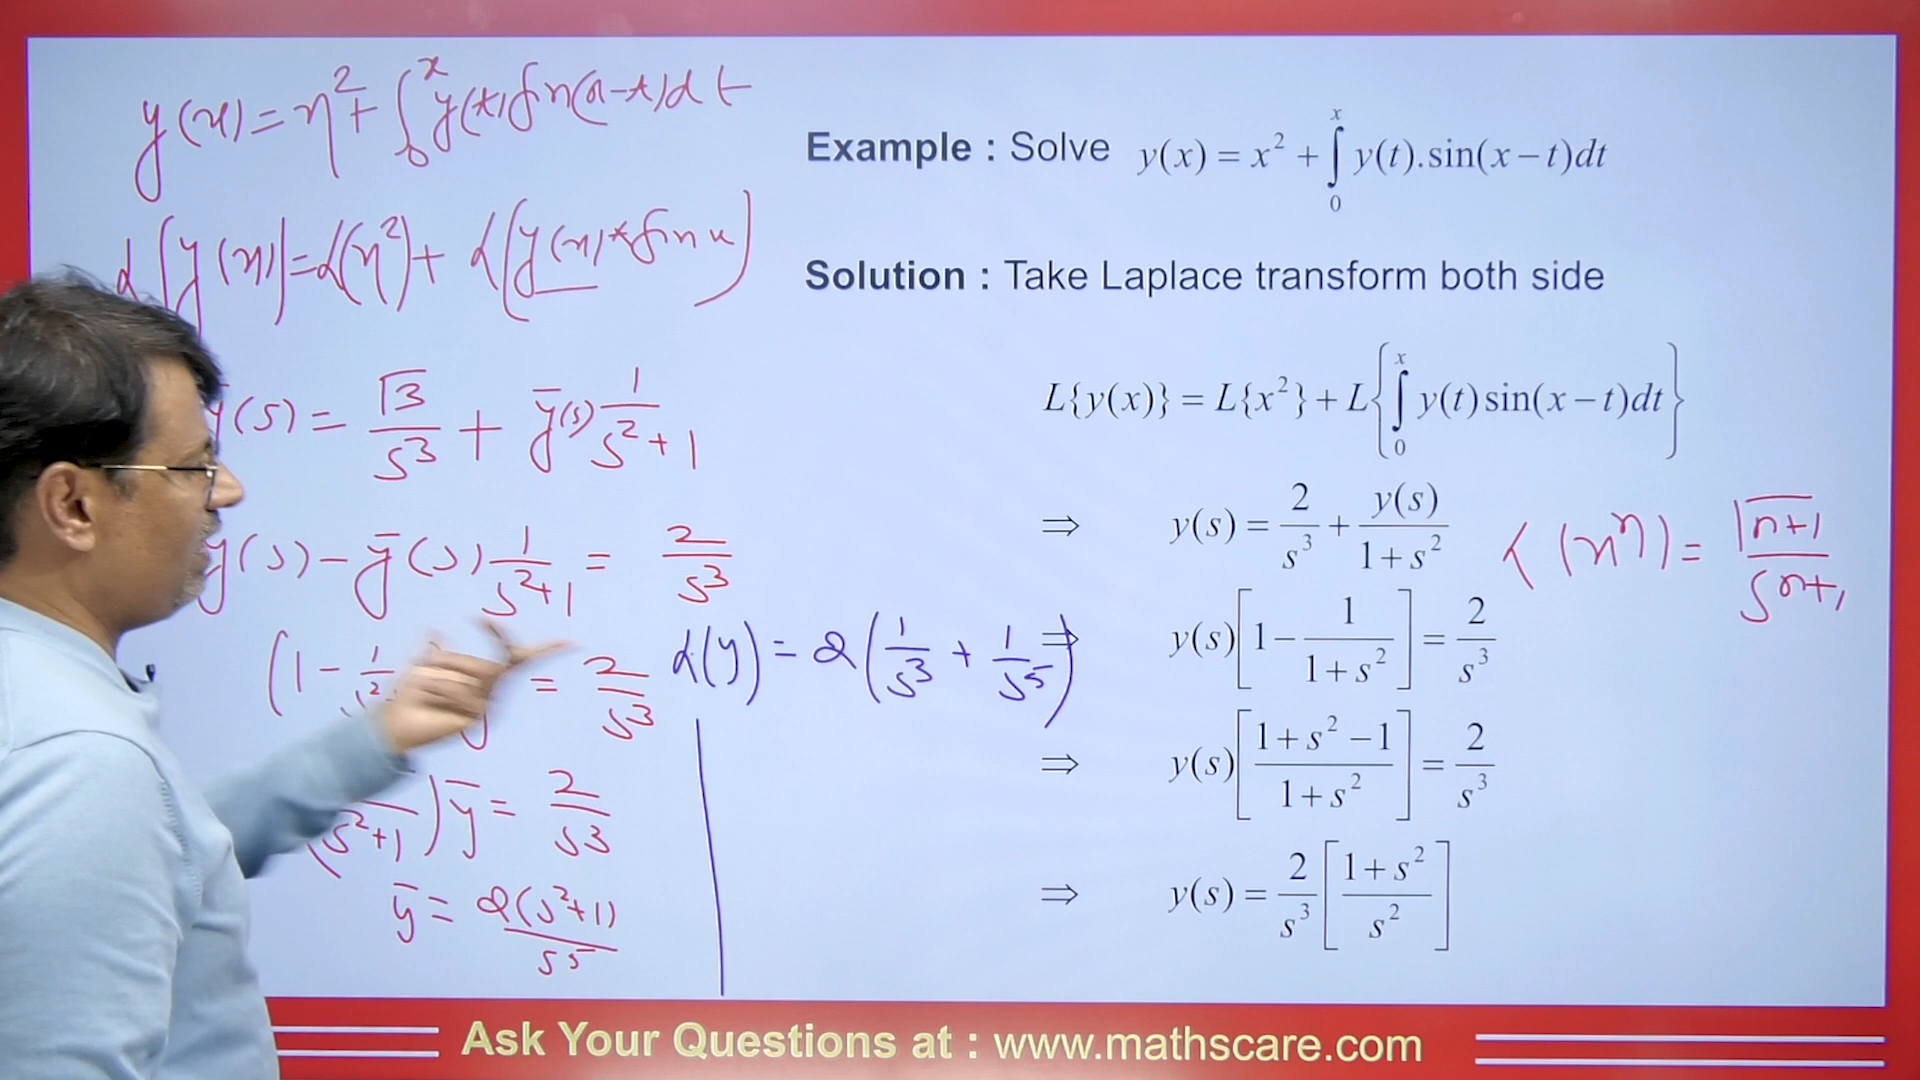 y(x) = x² + ∫₀ˣ y(t) sin(x-t) dt
L(y(x)) = L(x²) + L(y(x) * sin x)
y(s) = Γ3/s³ + ȳ(s) 1/(s²+1)
y(s) - ȳ(s) 1/(s²+1) = 2/s³
= 2/s³
s²+1) ȳ = 2/s³
ȳ = 2(s²+1)/s⁵
L(y) = 2(1/s³ + 1/s⁵)
Example : Solve y(x) = x² + ∫₀ˣ y(t).sin(x−t)dt
Solution : Take Laplace transform both side
L{y(x)} = L{x²} + L{∫₀ˣ y(t)sin(x−t)dt}
⇒ y(s) = 2/s³ + y(s)/(1+s²)
L(xⁿ) = Γn+1/sⁿ⁺¹
⇒ y(s)[1− 1/(1+s²)] = 2/s³
⇒ y(s)[(1+s²−1)/(1+s²)] = 2/s³
⇒ y(s) = 2/s³ [(1+s²)/s²]
Ask Your Questions at : www.mathscare.com